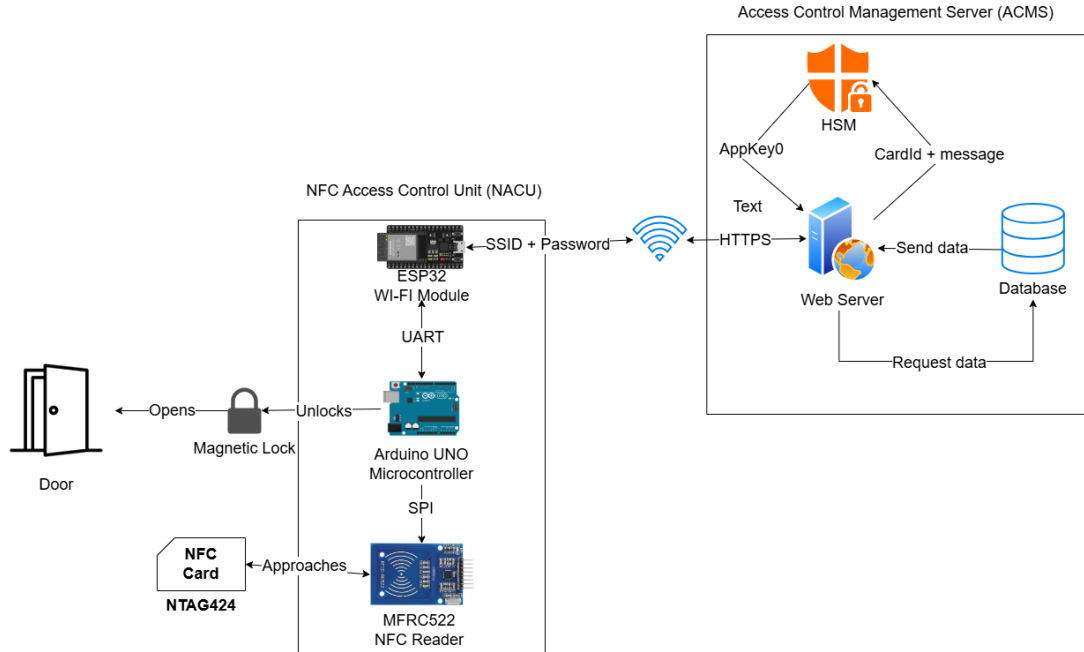 Access Control Management Server (ACMS)
HSM
AppKey0
CardId + message
NFC Access Control Unit (NACU)
Text
SSID + Password
HTTPS
Send data
ESP32
WI-FI Module
Web Server
Database
UART
Request data
Opens
Unlocks
Magnetic Lock
Arduino UNO
Microcontroller
Door
SPI
NFC
Card
Approaches
NTAG424
MFRC522
NFC Reader